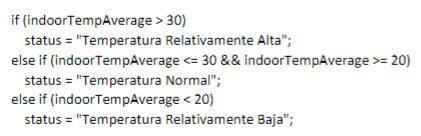 if (indoorTempAverage > 30)
status = "Temperatura Relativamente Alta";
else if (indoorTempAverage <= 30 && indoorTempAverage >= 20)
status = "Temperatura Normal";
else if (indoorTempAverage < 20)
status = "Temperatura Relativamente Baja";